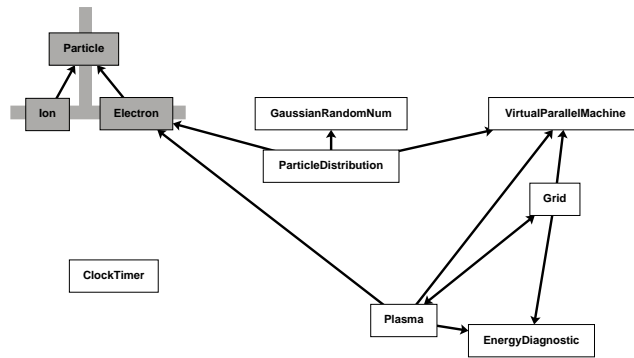 Particle
Ion
Electron
GaussianRandomNum
VirtualParallelMachine
ParticleDistribution
Grid
ClockTimer
Plasma
EnergyDiagnostic